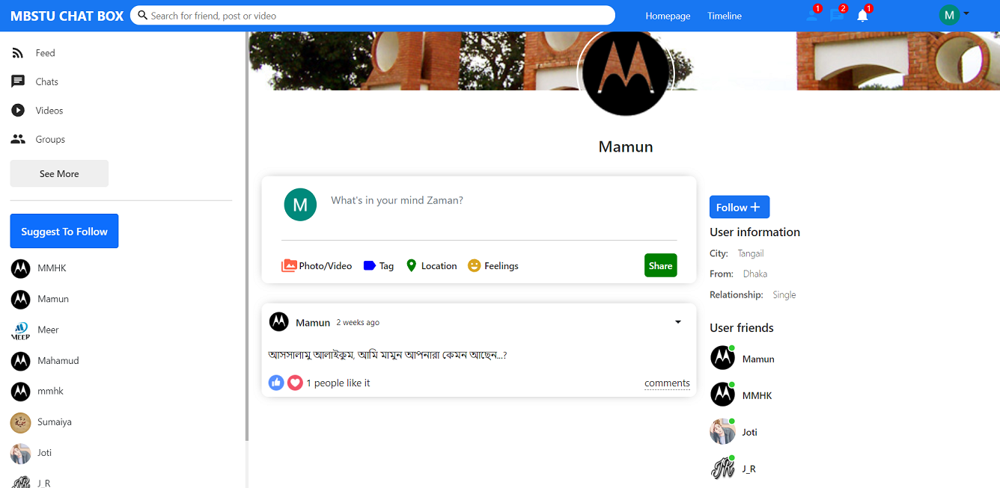 MBSTU CHAT BOX
Search for friend, post or video
Homepage
Timeline
1
2
1
M
Feed
Chats
Videos
Groups
See More
Suggest To Follow
MMHK
Mamun
MEER
Meer
Mahamud
mmhk
Sumaiya
Joti
J_R
Mamun
M
What's in your mind Zaman?
Photo/Video
Tag
Location
Feelings
Share
Mamun 2 weeks ago
আসসালামু আলাইকুম, আমি মামুন আপনারা কেমন আছেন...?
1 people like it
comments
Follow
User information
City: Tangail
From: Dhaka
Relationship: Single
User friends
Mamun
MMHK
Joti
J_R